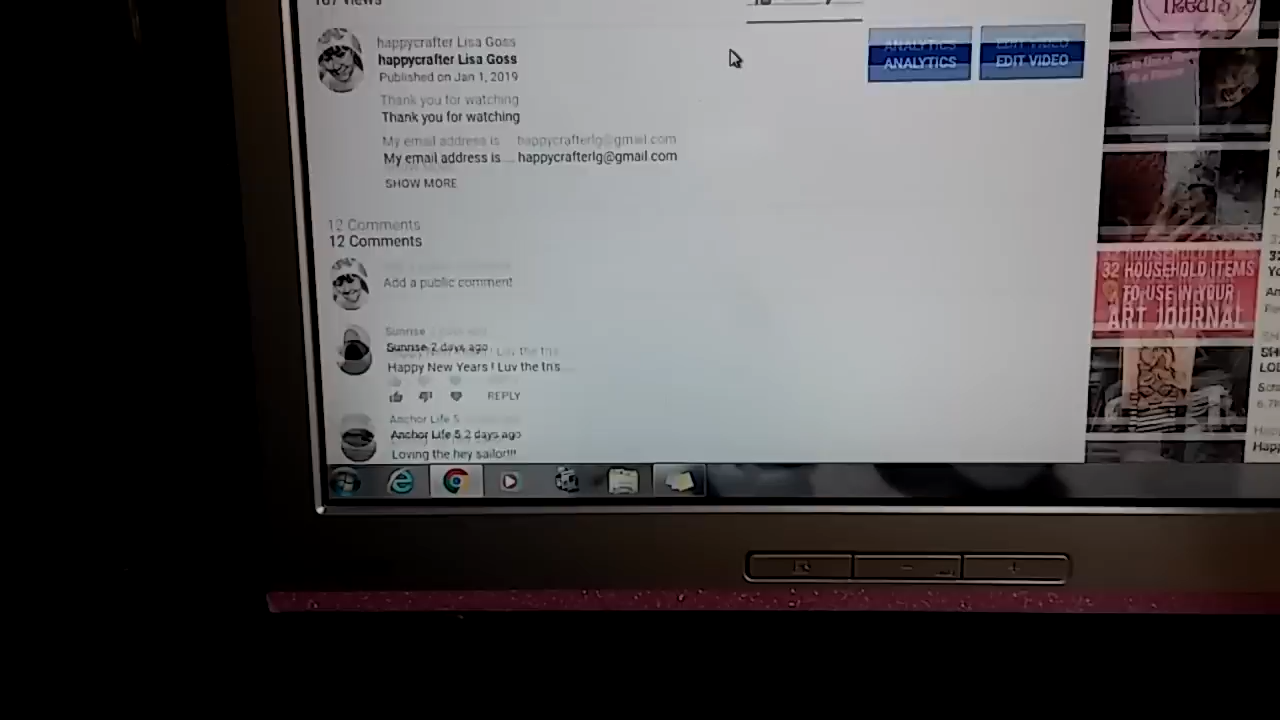 167 views
happycrafter Lisa Goss
Published on Jan 1, 2019
ANALYTICS
EDIT VIDEO
Thank you for watching
My email address is ... happycrafterlg@gmail.com
SHOW MORE
12 Comments
Add a public comment
Sunrise 2 days ago
Happy New Years ! Luv the tris...
REPLY
Anchor Life 5 2 days ago
Loving the hey sailor!!!
TREATS
32 HOUSEHOLD ITEMS
TO USE IN YOUR
ART JOURNAL